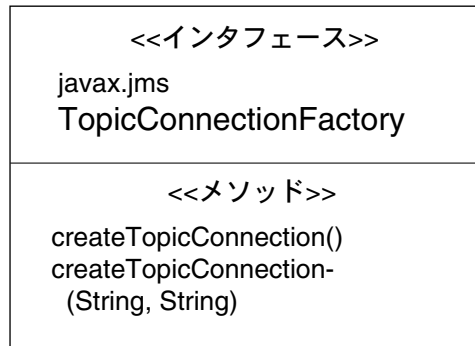 <<インタフェース>>
javax.jms
TopicConnectionFactory
<<メソッド>>
createTopicConnection()
createTopicConnection-
(String, String)